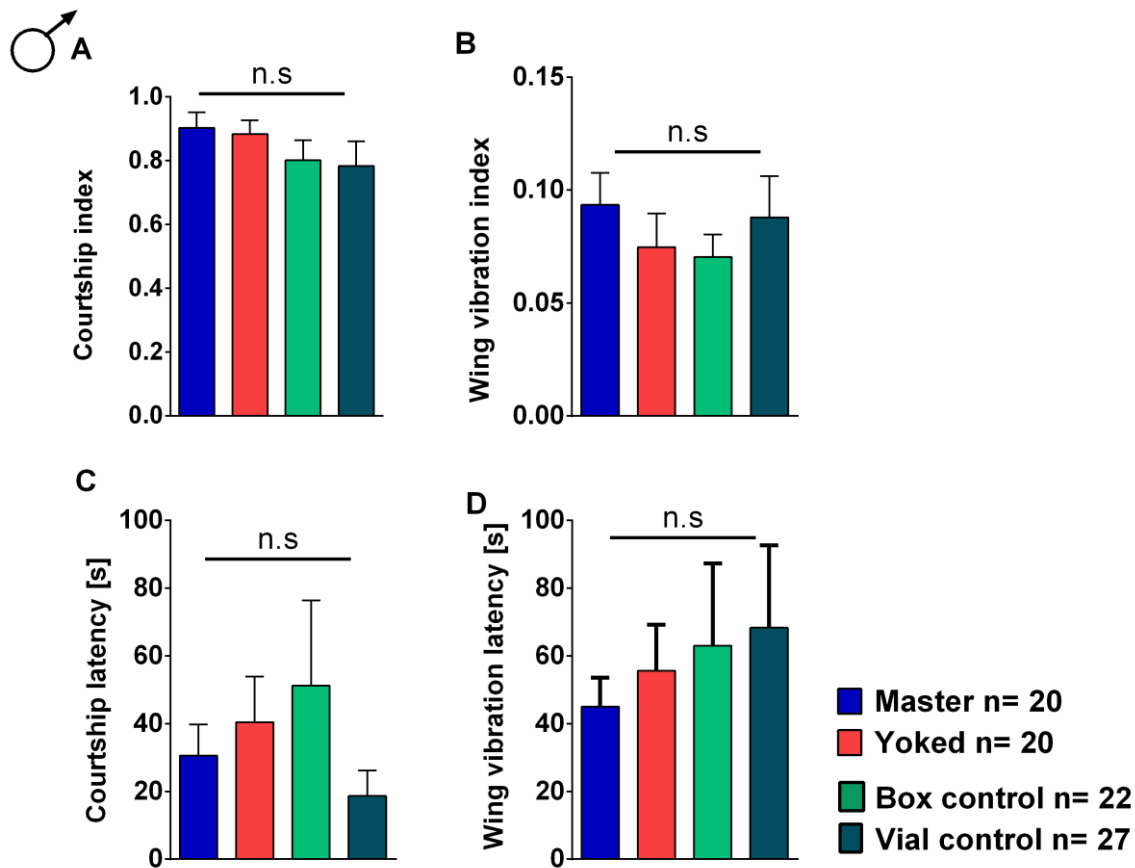 A
n.s
Courtship index
1.0
0.8
0.6
0.4
0.2
0.0
B
n.s
Wing vibration index
0.15
0.10
0.05
0.00
C
n.s
Courtship latency [s]
100
80
60
40
20
0
D
n.s
Wing vibration latency [s]
100
80
60
40
20
0
Master n= 20
Yoked n= 20
Box control n= 22
Vial control n= 27